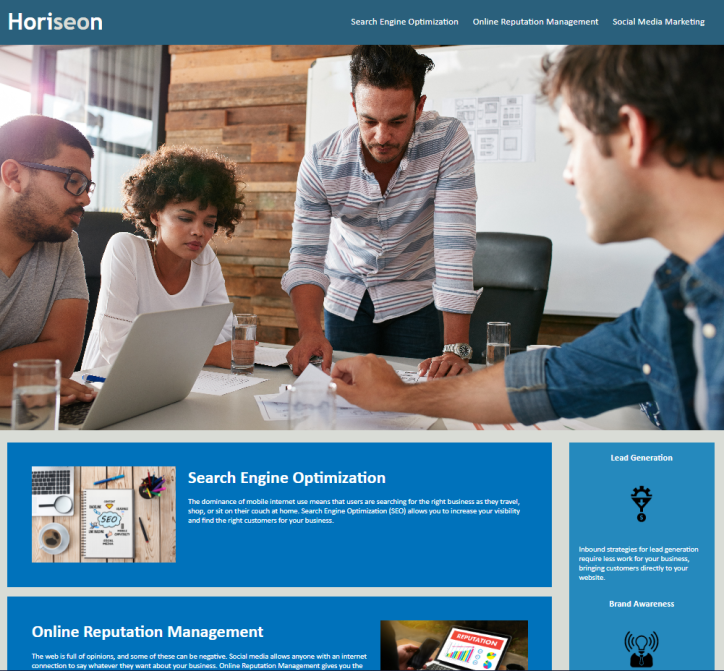 Horiseon
Search Engine Optimization Online Reputation Management Social Media Marketing
SEO
Search Engine Optimization
The dominance of mobile internet use means that users are searching for the right business as they travel,
shop, or sit on their couch at home. Search Engine Optimization (SEO) allows you to increase your visibility
and find the right customers for your business.
Lead Generation
Inbound strategies for lead generation
require less work for your business,
bringing customers directly to your
website.
Brand Awareness
Online Reputation Management
The web is full of opinions, and some of these can be negative. Social media allows anyone with an internet
connection to say whatever they want about your business. Online Reputation Management gives you the
REPUTATION